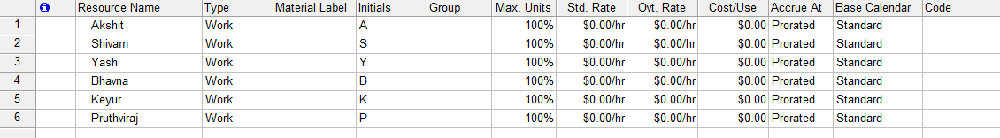 Resource Name Type Material Label Initials Group Max. Units Std. Rate Ovt. Rate Cost/Use Accrue At Base Calendar Code
1 Akshit Work A 100% $0.00/hr $0.00/hr $0.00 Prorated Standard
2 Shivam Work S 100% $0.00/hr $0.00/hr $0.00 Prorated Standard
3 Yash Work Y 100% $0.00/hr $0.00/hr $0.00 Prorated Standard
4 Bhavna Work B 100% $0.00/hr $0.00/hr $0.00 Prorated Standard
5 Keyur Work K 100% $0.00/hr $0.00/hr $0.00 Prorated Standard
6 Pruthviraj Work P 100% $0.00/hr $0.00/hr $0.00 Prorated Standard